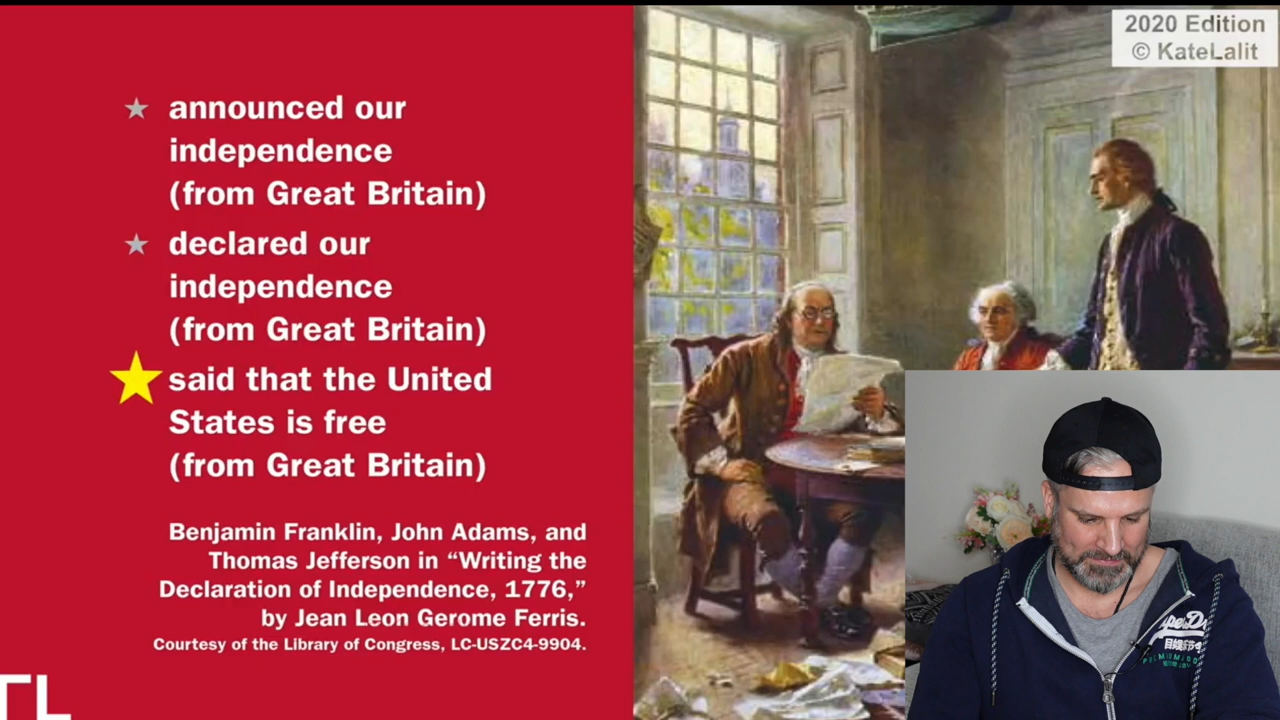 2020 Edition
© KateLalit
announced our
independence
(from Great Britain)
declared our
independence
(from Great Britain)
said that the United
States is free
(from Great Britain)
Benjamin Franklin, John Adams, and
Thomas Jefferson in “Writing the
Declaration of Independence, 1776,”
by Jean Leon Gerome Ferris.
Courtesy of the Library of Congress, LC-USZC4-9904.